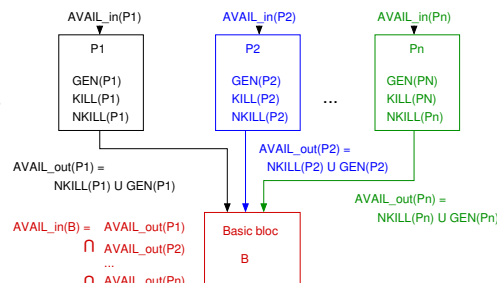 AVAIL_in(P1)
AVAIL_in(P2)
AVAIL_in(Pn)
P1
P2
Pn
GEN(P1)
KILL(P1)
NKILL(P1)
GEN(P2)
KILL(P2)
NKILL(P2)
...
GEN(PN)
KILL(PN)
NKILL(Pn)
AVAIL_out(P1) =
NKILL(P1) U GEN(P1)
AVAIL_out(P2) =
NKILL(P2) U GEN(P2)
AVAIL_out(Pn) =
NKILL(Pn) U GEN(Pn)
AVAIL_in(B) = AVAIL_out(P1)
∩ AVAIL_out(P2)
...
∩ AVAIL_out(Pn)
Basic bloc
B